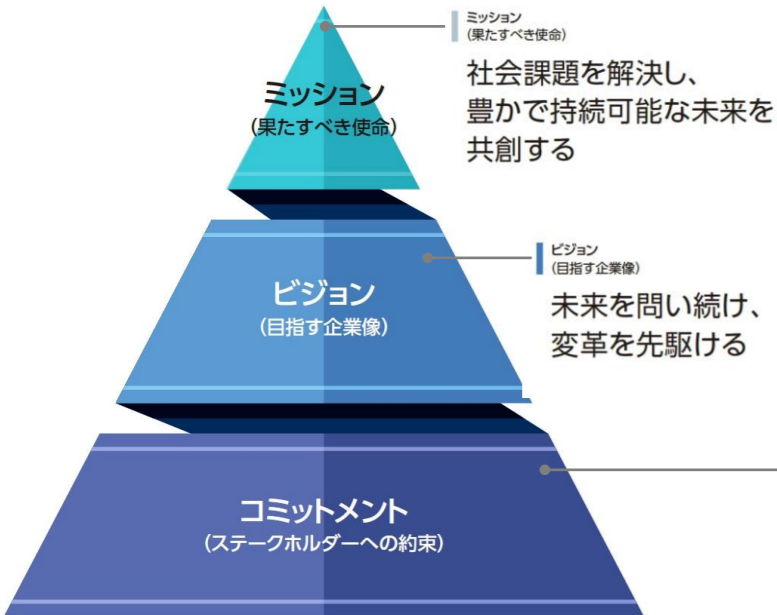 ミッション
(果たすべき使命)
ミッション
(果たすべき使命)
社会課題を解決し、
豊かで持続可能な未来を
共創する
ビジョン
(目指す企業像)
ビジョン
(目指す企業像)
未来を問い続け、
変革を先駆ける
コミットメント
(ステークホルダーへの約束)